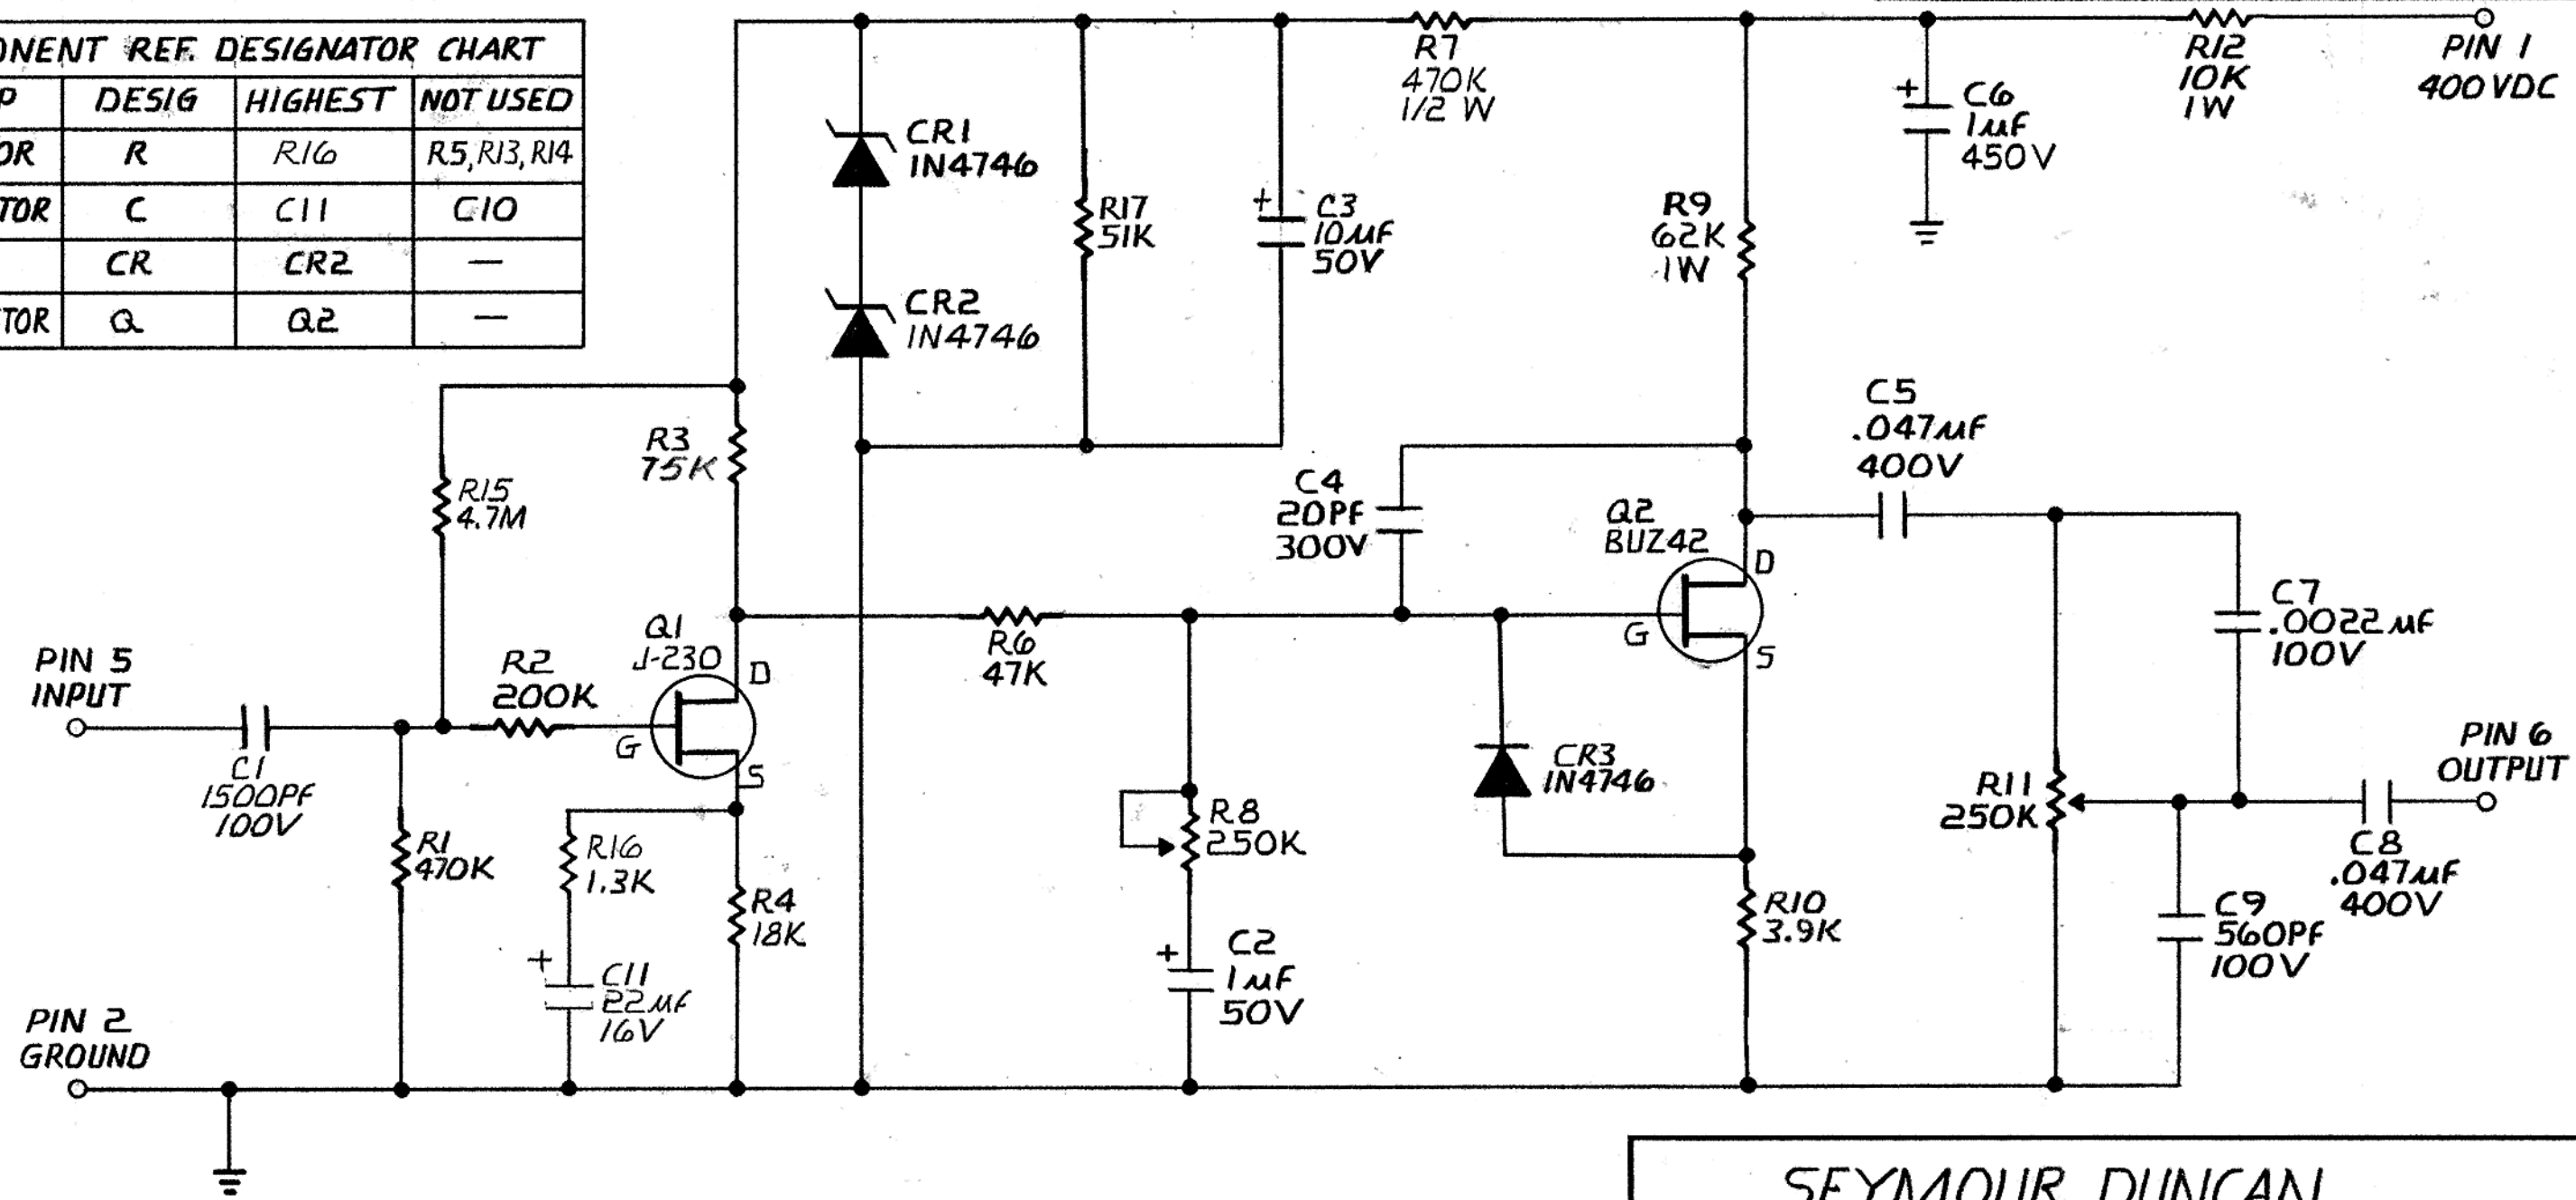 ONENT REF. DESIGNATOR CHART
P DESIG HIGHEST NOT USED
OR R R16 R5, R13, R14
TOR C C11 C10
CR CR2 —
TOR Q Q2 —
CR1
1N4746
CR2
1N4746
R17
51K
+ C3
10µF
50V
R7
470K
1/2 W
R9
62K
1W
+ C6
1µF
450V
R12
10K
1W
PIN 1
400 VDC
R3
75K
R15
4.7M
C4
20PF
300V
Q2
BUZ42
D
G
S
C5
.047µF
400V
C7
.0022µF
100V
PIN 5
INPUT
C1
1500PF
100V
R2
200K
Q1
J-230
D
G
S
R6
47K
R1
470K
R16
1.3K
R4
18K
+ C11
22µF
16V
R8
250K
+ C2
1µF
50V
CR3
1N4746
R10
3.9K
R11
250K
PIN 6
OUTPUT
C8
.047µF
400V
C9
560PF
100V
PIN 2
GROUND
SEYMOUR DUNCAN